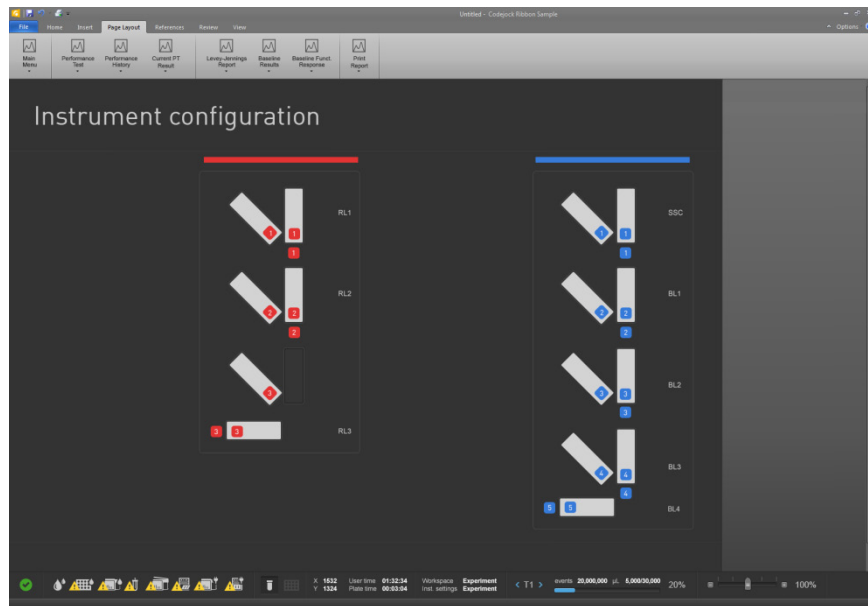 Untitled - Codejock Ribbon Sample
File Home Insert Page Layout References Review View
Options
Main Menu
Performance Test
Performance History
Current PT Result
Levey-Jennings Report
Baseline Results
Baseline Funct. Response
Print Report
Instrument configuration
1 1 RL1
1
2 2 RL2
2
3
3 3 RL3
1 1 SSC
1
2 2 BL1
2
3 3 BL2
3
4 4 BL3
4
5 5 BL4
X 1532 User time 01:32:34 Workspace Experiment
Y 1324 Plate time 00:03:04 Inst. settings Experiment
< T1 > events 20,000,000 µL 5,000/30,000 20%
100%